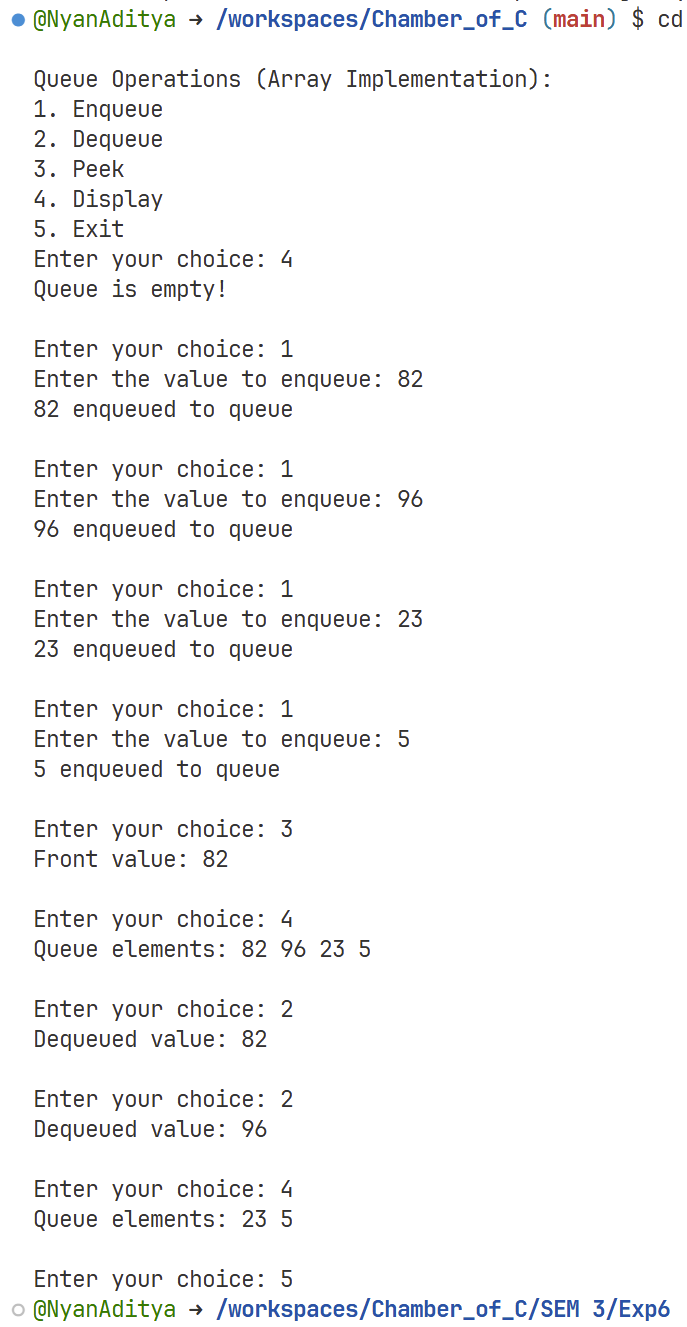 @NyanAditya → /workspaces/Chamber_of_C (main) $ cd
Queue Operations (Array Implementation):
1. Enqueue
2. Dequeue
3. Peek
4. Display
5. Exit
Enter your choice: 4
Queue is empty!
Enter your choice: 1
Enter the value to enqueue: 82
82 enqueued to queue
Enter your choice: 1
Enter the value to enqueue: 96
96 enqueued to queue
Enter your choice: 1
Enter the value to enqueue: 23
23 enqueued to queue
Enter your choice: 1
Enter the value to enqueue: 5
5 enqueued to queue
Enter your choice: 3
Front value: 82
Enter your choice: 4
Queue elements: 82 96 23 5
Enter your choice: 2
Dequeued value: 82
Enter your choice: 2
Dequeued value: 96
Enter your choice: 4
Queue elements: 23 5
Enter your choice: 5
@NyanAditya → /workspaces/Chamber_of_C/SEM 3/Exp6